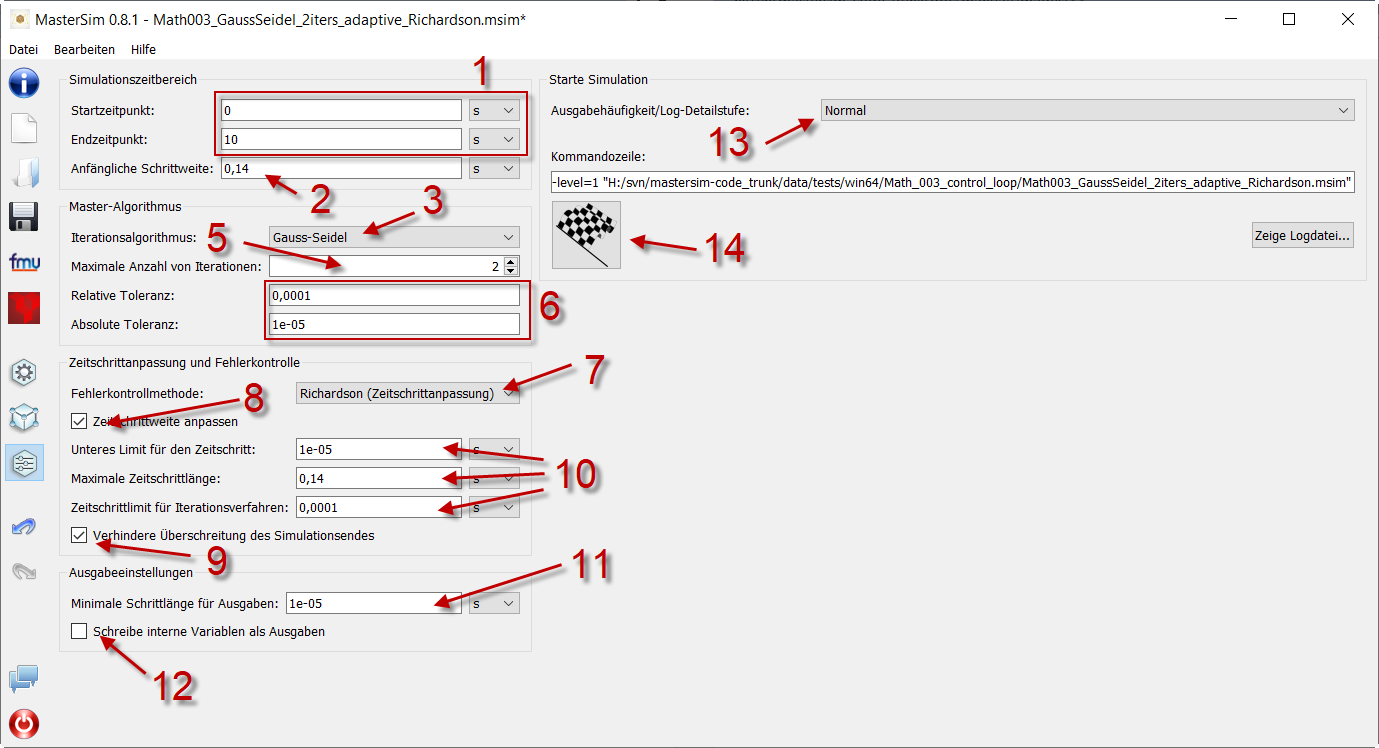 MasterSim 0.8.1 - Math003_GaussSeidel_2iters_adaptive_Richardson.msim*
Datei Bearbeiten Hilfe
Simulationszeitbereich
1
Startzeitpunkt: 0 s
Endzeitpunkt: 10 s
Anfängliche Schrittweite: 0,14 s
2
Master-Algorithmus
3
Iterationsalgorithmus: Gauss-Seidel
5
Maximale Anzahl von Iterationen: 2
Relative Toleranz: 0,0001
6
Absolute Toleranz: 1e-05
Zeitschrittanpassung und Fehlerkontrolle
7
Fehlerkontrollmethode: Richardson (Zeitschrittanpassung)
8
Zeitschrittweite anpassen
Unteres Limit für den Zeitschritt: 1e-05 s
Maximale Zeitschrittlänge: 0,14 s
10
Zeitschrittlimit für Iterationsverfahren: 0,0001 s
Verhindere Überschreitung des Simulationsendes
9
Ausgabeeinstellungen
11
Minimale Schrittlänge für Ausgaben: 1e-05 s
Schreibe interne Variablen als Ausgaben
12
Starte Simulation
Ausgabehäufigkeit/Log-Detailstufe: Normal
13
Kommandozeile:
-level=1 "H:/svn/mastersim-code_trunk/data/tests/win64/Math_003_control_loop/Math003_GaussSeidel_2iters_adaptive_Richardson.msim"
14
Zeige Logdatei...
fmu